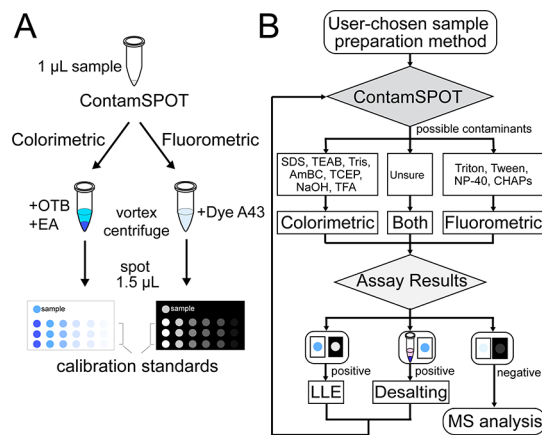 A
1 µL sample
ContamSPOT
Colorimetric
Fluorometric
+OTB
+EA
vortex
centrifuge
+Dye A43
spot
1.5 µL
sample
sample
calibration standards
B
User-chosen sample
preparation method
ContamSPOT
possible contaminants
SDS, TEAB, Tris,
AmBC, TCEP,
NaOH, TFA
Unsure
Triton, Tween,
NP-40, CHAPs
Colorimetric
Both
Fluorometric
Assay Results
positive
positive
negative
LLE
Desalting
MS analysis